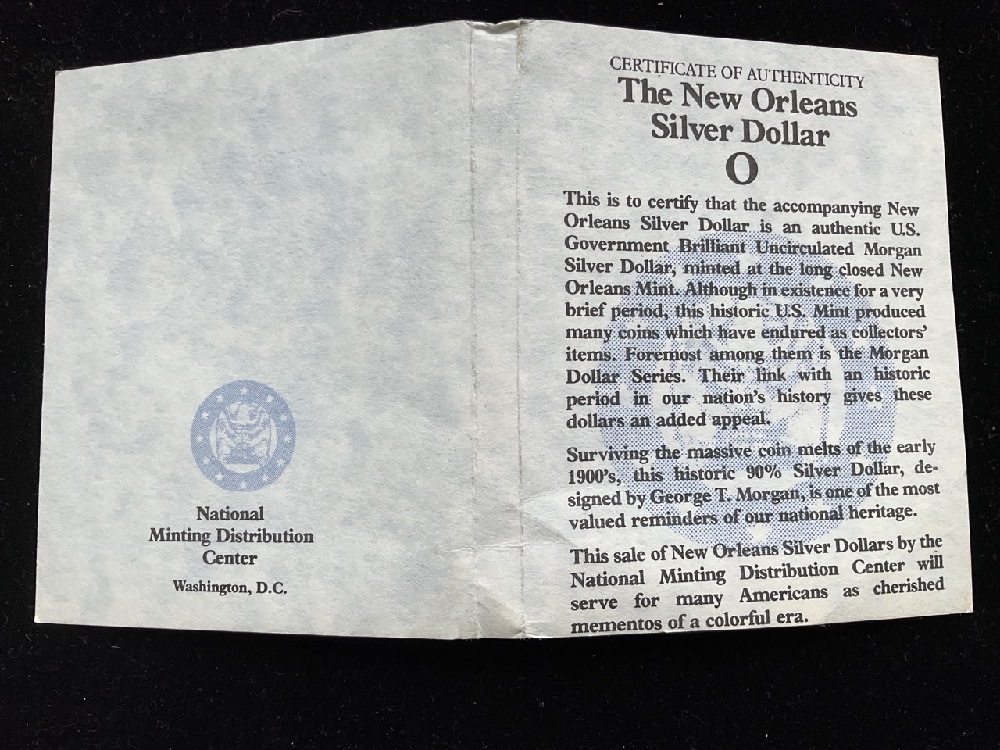 National
Minting Distribution
Center
Washington, D.C.
CERTIFICATE OF AUTHENTICITY
The New Orleans
Silver Dollar
O
This is to certify that the accompanying New
Orleans Silver Dollar is an authentic U.S.
Government Brilliant Uncirculated Morgan
Silver Dollar, minted at the long closed New
Orleans Mint. Although in existence for a very
brief period, this historic U.S. Mint produced
many coins which have endured as collectors'
items. Foremost among them is the Morgan
Dollar Series. Their link with an historic
period in our nation's history gives these
dollars an added appeal.
Surviving the massive coin melts of the early
1900's, this historic 90% Silver Dollar, de-
signed by George T. Morgan, is one of the most
valued reminders of our national heritage.
This sale of New Orleans Silver Dollars by the
National Minting Distribution Center will
serve for many Americans as cherished
mementos of a colorful era.